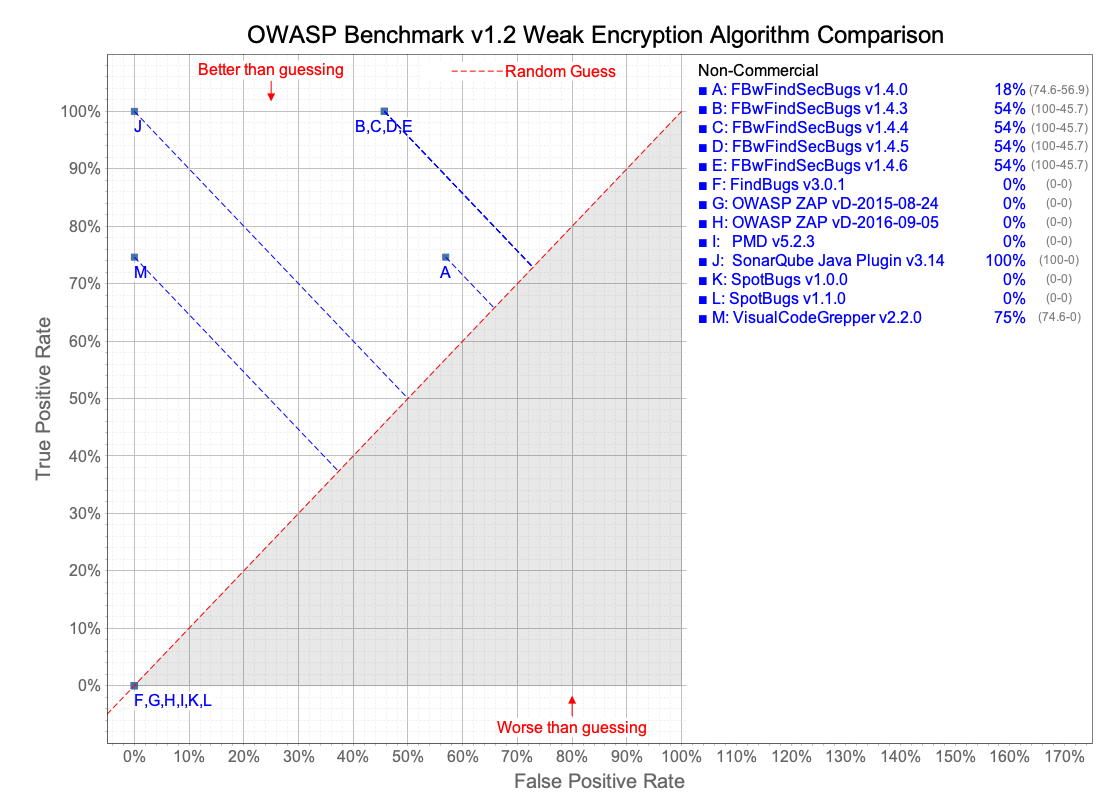 OWASP Benchmark v1.2 Weak Encryption Algorithm Comparison
Better than guessing
Random Guess
Non-Commercial
A: FBwFindSecBugs v1.4.0 18% (74.6-56.9)
B: FBwFindSecBugs v1.4.3 54% (100-45.7)
C: FBwFindSecBugs v1.4.4 54% (100-45.7)
D: FBwFindSecBugs v1.4.5 54% (100-45.7)
E: FBwFindSecBugs v1.4.6 54% (100-45.7)
F: FindBugs v3.0.1 0% (0-0)
G: OWASP ZAP vD-2015-08-24 0% (0-0)
H: OWASP ZAP vD-2016-09-05 0% (0-0)
I: PMD v5.2.3 0% (0-0)
J: SonarQube Java Plugin v3.14 100% (100-0)
K: SpotBugs v1.0.0 0% (0-0)
L: SpotBugs v1.1.0 0% (0-0)
M: VisualCodeGrepper v2.2.0 75% (74.6-0)
True Positive Rate
100%
90%
80%
70%
60%
50%
40%
30%
20%
10%
0%
J
B,C,D,E
M
A
F,G,H,I,K,L
Worse than guessing
0% 10% 20% 30% 40% 50% 60% 70% 80% 90% 100% 110% 120% 130% 140% 150% 160% 170%
False Positive Rate